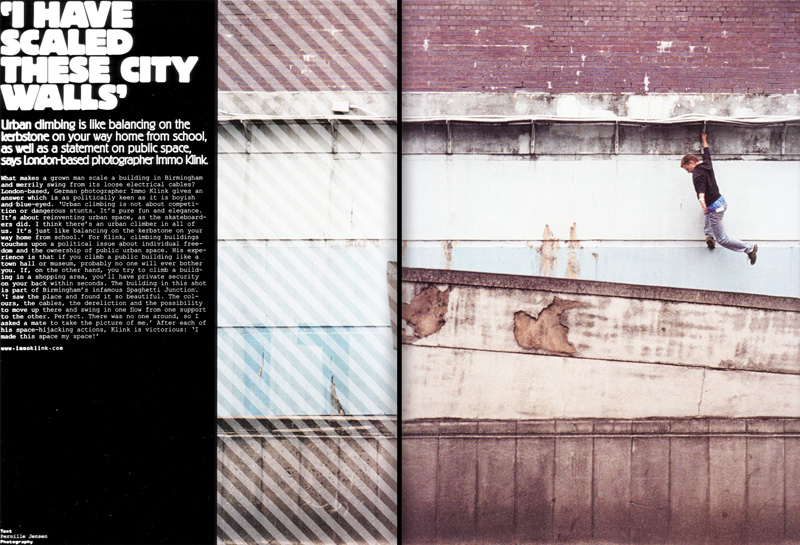 'I HAVE
SCALED
THESE CITY
WALLS'
Urban climbing is like balancing on the
kerbstone on your way home from school,
as well as a statement on public space,
says London-based photographer Immo Klink.
What makes a grown man scale a building in Birmingham
and merrily swing from its loose electrical cables?
London-based, German photographer Immo Klink gives an
answer which is as politically keen as it is boyish
and blue-eyed. 'Urban climbing is not about competi-
tion or dangerous stunts. It's pure fun and elegance.
It's about reinventing urban space, as the skateboard-
ers did. I think there's an urban climber in all of
us. It's just like balancing on the kerbstone on your
way home from school.' For Klink, climbing buildings
touches upon a political issue about individual free-
dom and the ownership of public urban space. His expe-
rience is that if you climb a public building like a
town hall or museum, probably no one will ever bother
you. If, on the other hand, you try to climb a build-
ing in a shopping area, you'll have private security
on your back within seconds. The building in this shot
is part of Birmingham's infamous Spaghetti Junction.
'I saw the place and found it so beautiful. The col-
ours, the cables, the dereliction and the possibility
to move up there and swing in one flow from one support
to the other. Perfect. There was no one around, so I
asked a mate to take the picture of me.' After each of
his space-hijacking actions, Klink is victorious: 'I
made this space my space!'
www.immoklink.com
Text
Pernille Jensen
Photography